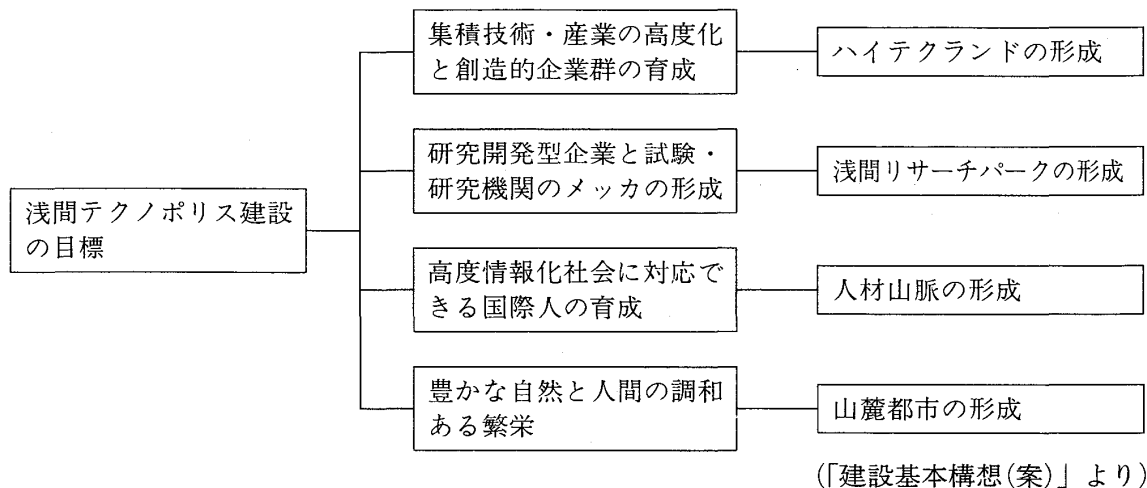 浅間テクノポリス建設
の目標
集積技術・産業の高度化
と創造的企業群の育成
ハイテクランドの形成
研究開発型企業と試験・
研究機関のメッカの形成
浅間リサーチパークの形成
高度情報化社会に対応で
きる国際人の育成
人材山脈の形成
豊かな自然と人間の調和
ある繁栄
山麓都市の形成
(「建設基本構想(案)」より)